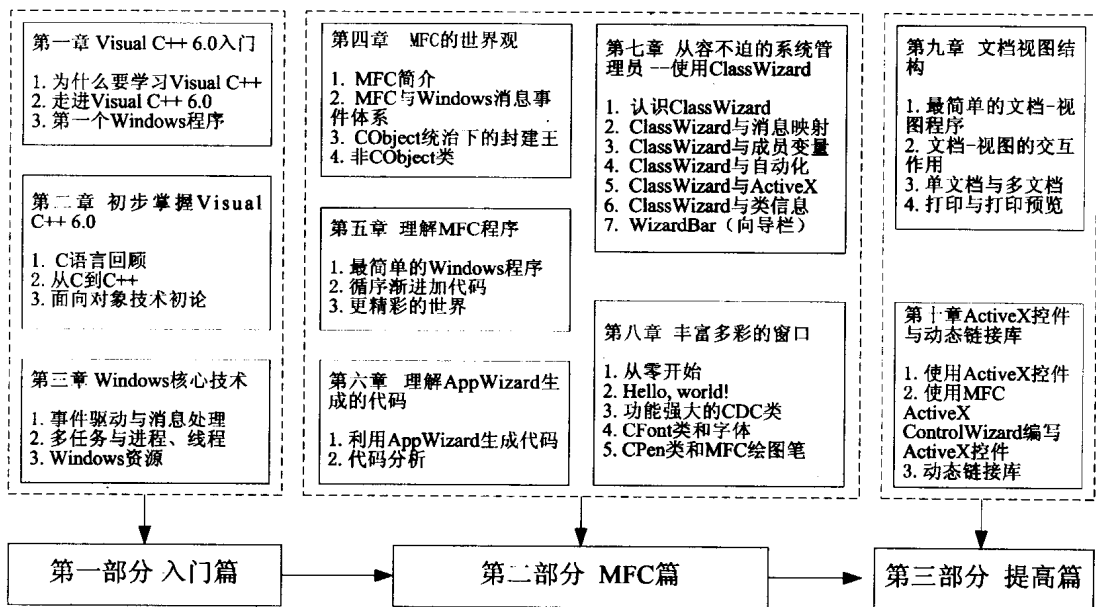 第一章 Visual C++ 6.0入门
1. 为什么要学习Visual C++
2. 走进Visual C++ 6.0
3. 第一个Windows程序
第二章 初步掌握Visual
C++ 6.0
1. C语言回顾
2. 从C到C++
3. 面向对象技术初论
第三章 Windows核心技术
1. 事件驱动与消息处理
2. 多任务与进程、线程
3. Windows资源
第四章 MFC的世界观
1. MFC简介
2. MFC与Windows消息事
件体系
3. CObject统治下的封建王
4. 非CObject类
第五章 理解MFC程序
1. 最简单的Windows程序
2. 循序渐进加代码
3. 更精彩的世界
第六章 理解AppWizard生
成的代码
1. 利用AppWizard生成代码
2. 代码分析
第七章 从容不迫的系统管
理员 --使用ClassWizard
1. 认识ClassWizard
2. ClassWizard与消息映射
3. ClassWizard与成员变量
4. ClassWizard与自动化
5. ClassWizard与ActiveX
6. ClassWizard与类信息
7. WizardBar（向导栏）
第八章 丰富多彩的窗口
1. 从零开始
2. Hello, world!
3. 功能强大的CDC类
4. CFont类和字体
5. CPen类和MFC绘图笔
第九章 文档视图结
构
1. 最简单的文档-视
图程序
2. 文档-视图的交互
作用
3. 单文档与多文档
4. 打印与打印预览
第十章ActiveX控件
与动态链接库
1. 使用ActiveX控件
2. 使用MFC
ActiveX
ControlWizard编写
ActiveX控件
3. 动态链接库
第一部分 入门篇
第二部分 MFC篇
第三部分 提高篇